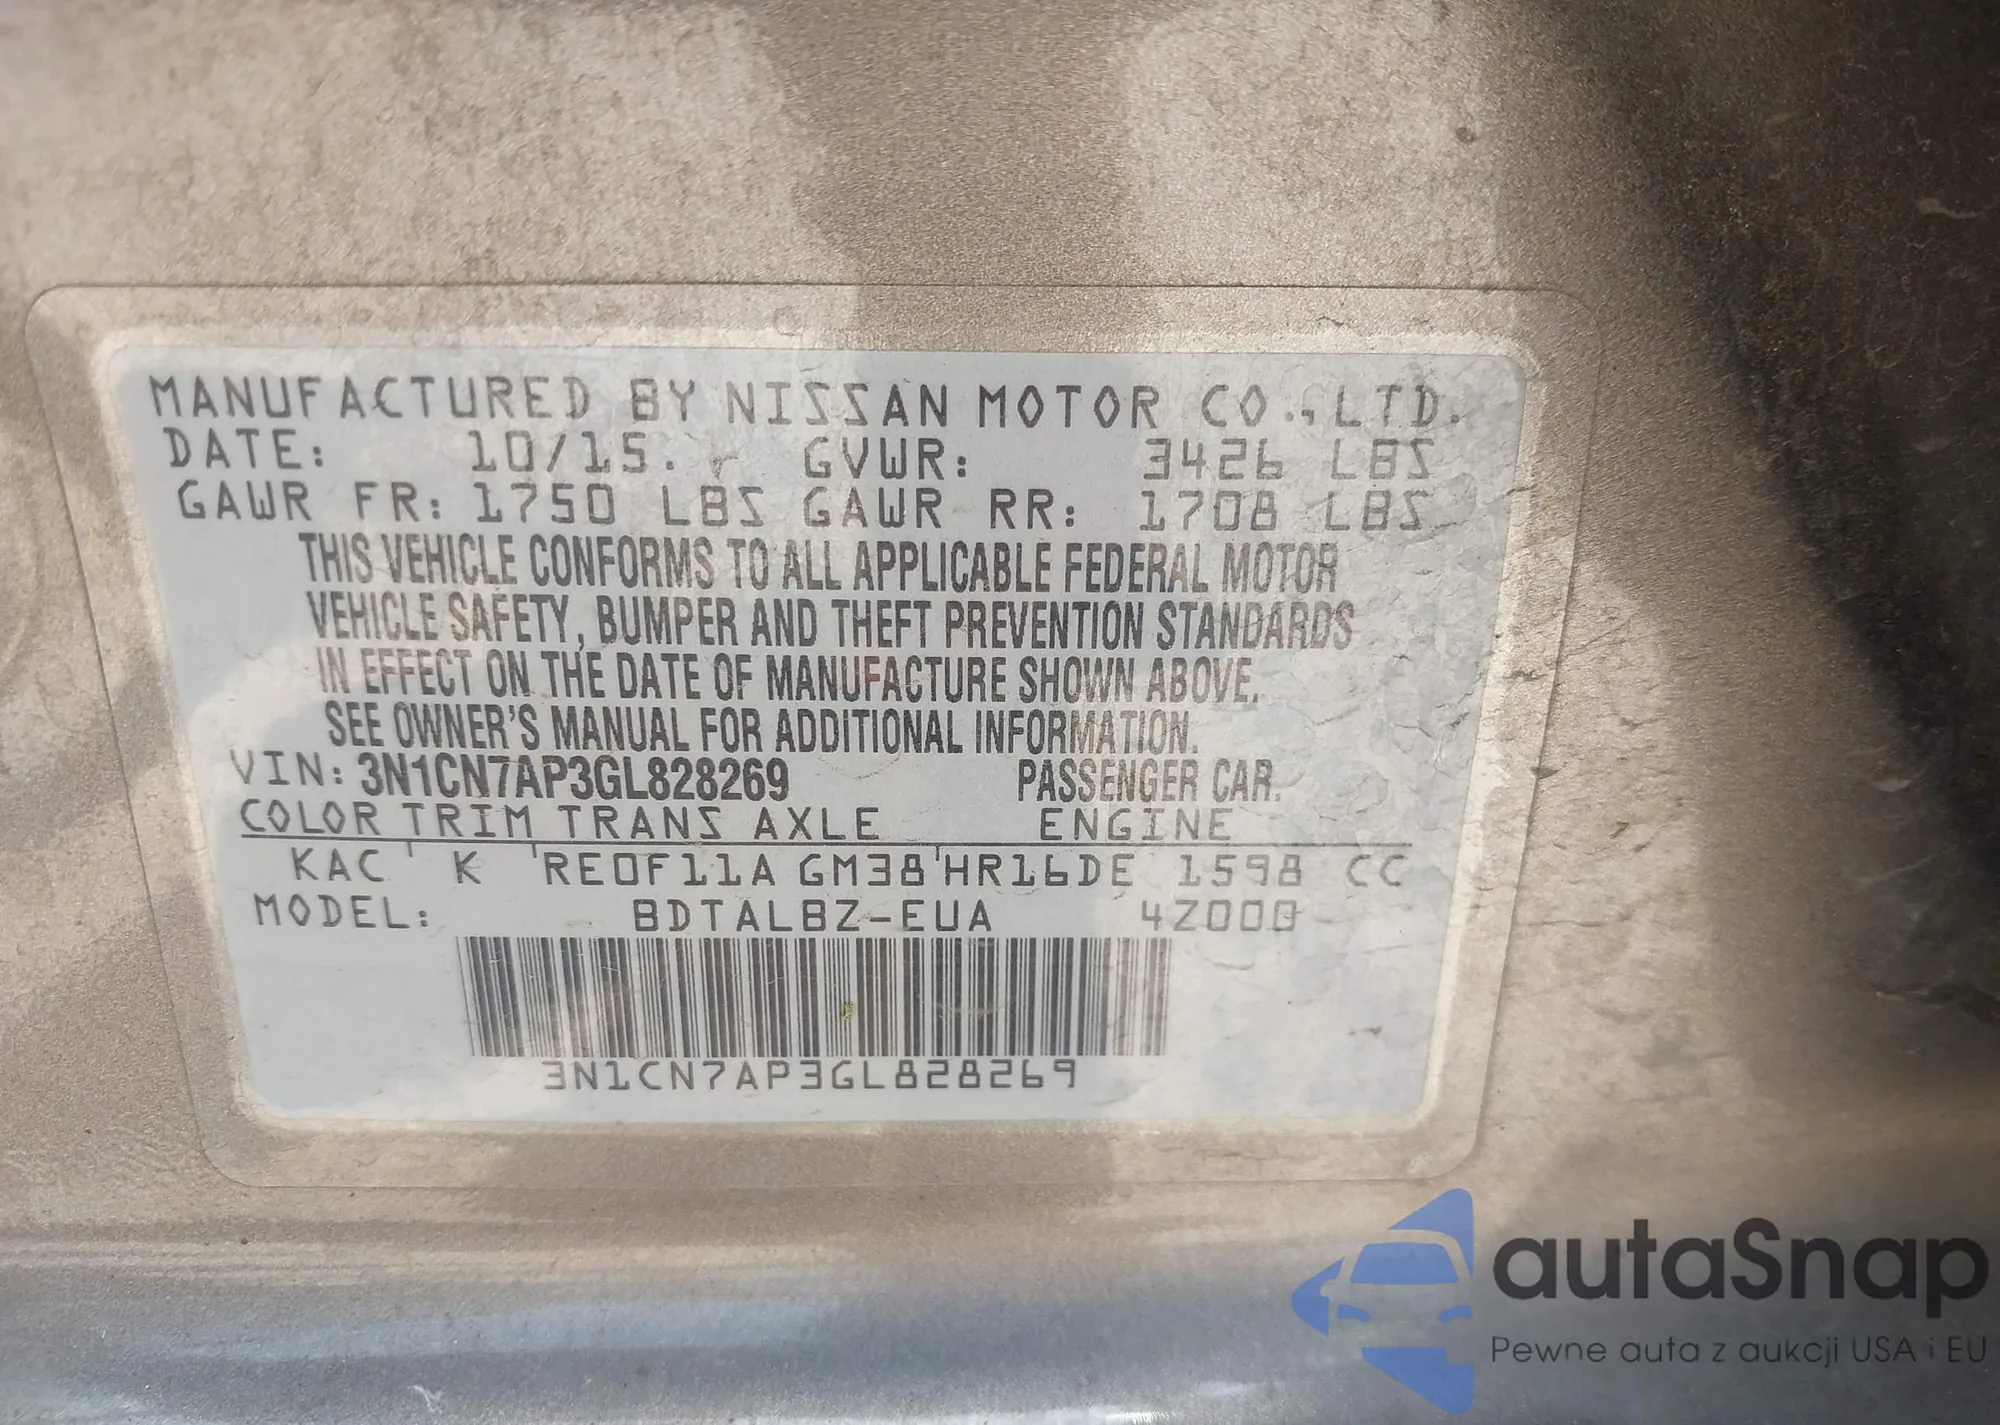 MANUFACTURED BY NISSAN MOTOR CO.,LTD.
DATE: 10/15. GVWR: 3426 LBS
GAWR FR: 1750 LBS GAWR RR: 1708 LBS
THIS VEHICLE CONFORMS TO ALL APPLICABLE FEDERAL MOTOR
VEHICLE SAFETY, BUMPER AND THEFT PREVENTION STANDARDS
IN EFFECT ON THE DATE OF MANUFACTURE SHOWN ABOVE.
SEE OWNER'S MANUAL FOR ADDITIONAL INFORMATION.
VIN: 3N1CN7AP3GL828269 PASSENGER CAR.
COLOR TRIM TRANS AXLE ENGINE
KAC K RE0F11A GM38 HR16DE 1598 CC
MODEL: BDTALBZ-EUA 4Z000
3N1CN7AP3GL828269
autaSnap
Pewne auta z aukcji USA i EU